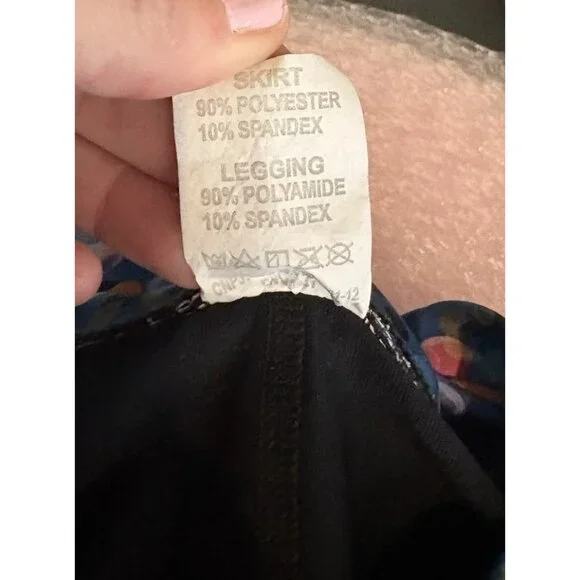 SKIRT
90% POLYESTER
10% SPANDEX
LEGGING
90% POLYAMIDE
10% SPANDEX